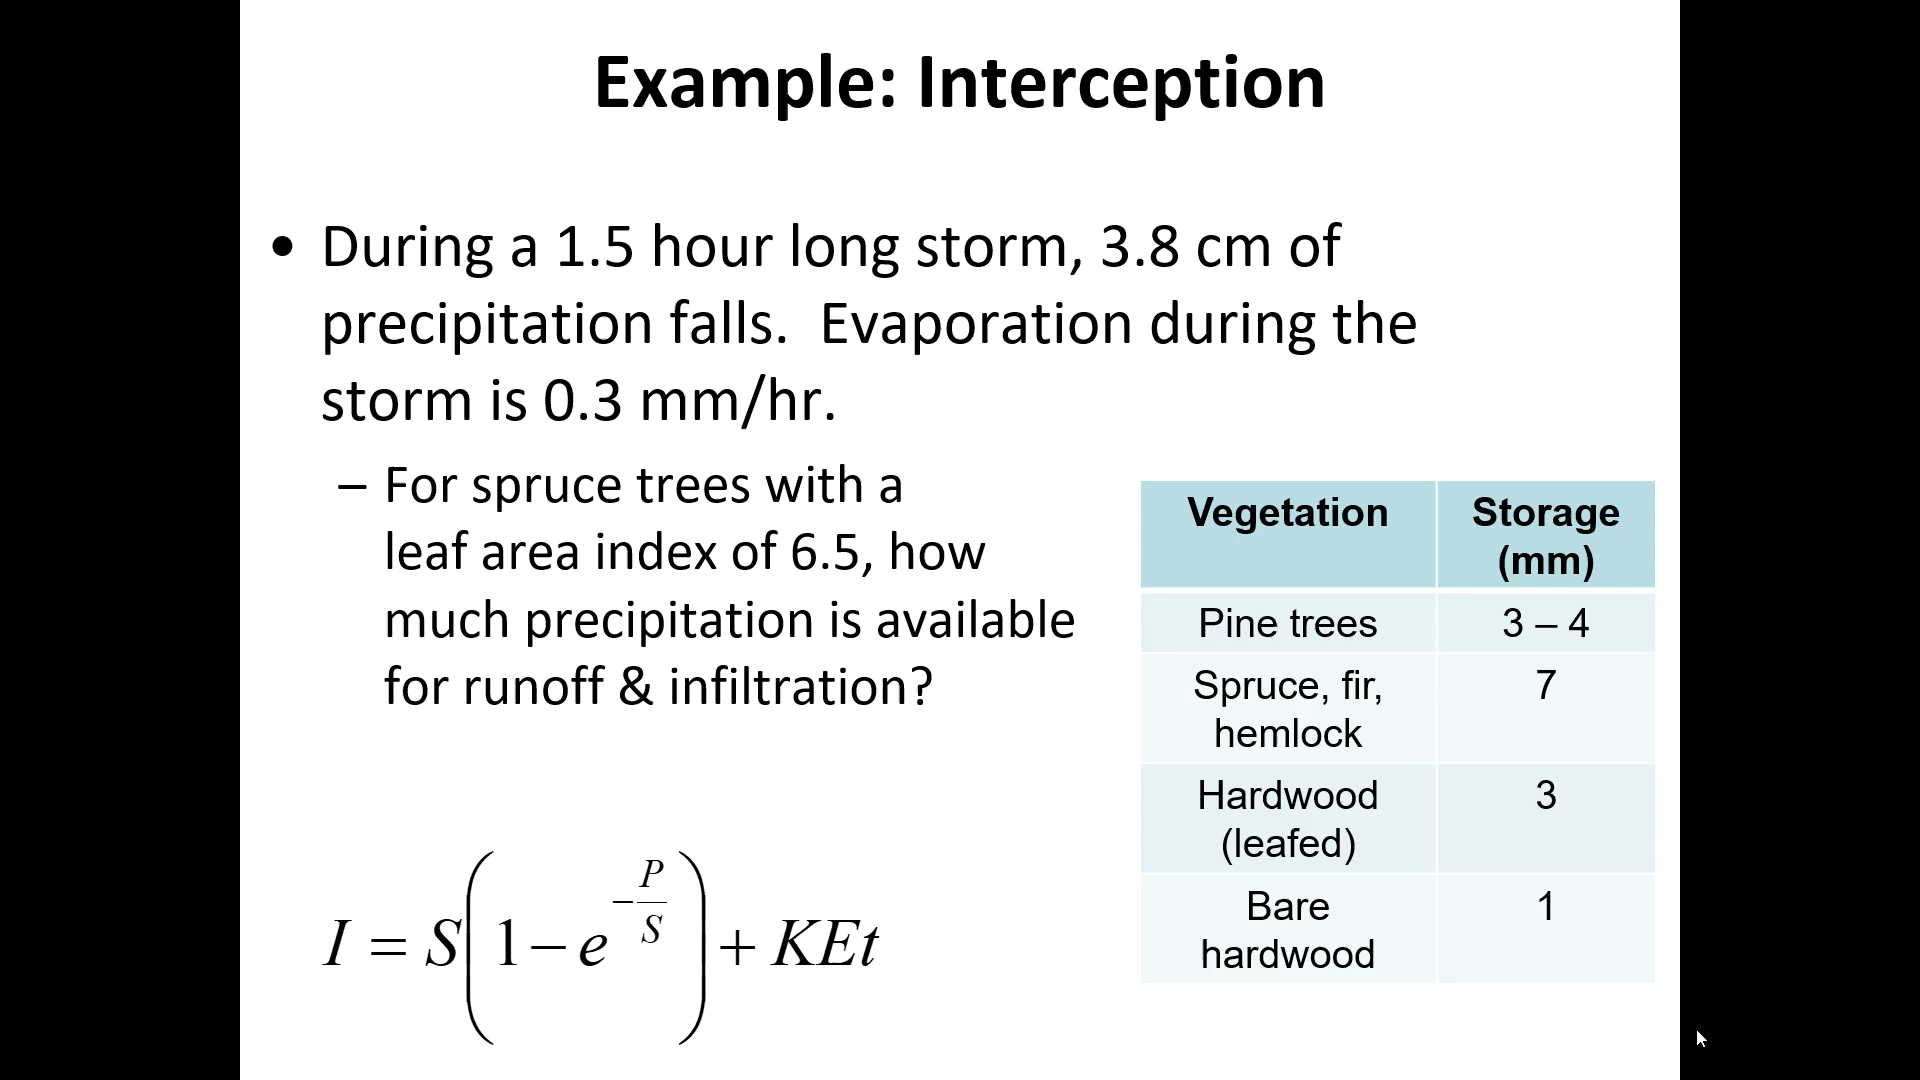 Example: Interception
• During a 1.5 hour long storm, 3.8 cm of
precipitation falls.  Evaporation during the
storm is 0.3 mm/hr.
– For spruce trees with a
leaf area index of 6.5, how
much precipitation is available
for runoff & infiltration?
Vegetation Storage
(mm)
Pine trees 3 – 4
Spruce, fir, 7
hemlock
Hardwood 3
(leafed)
Bare 1
hardwood
I = S(1 − e^(−P/S)) + KEt